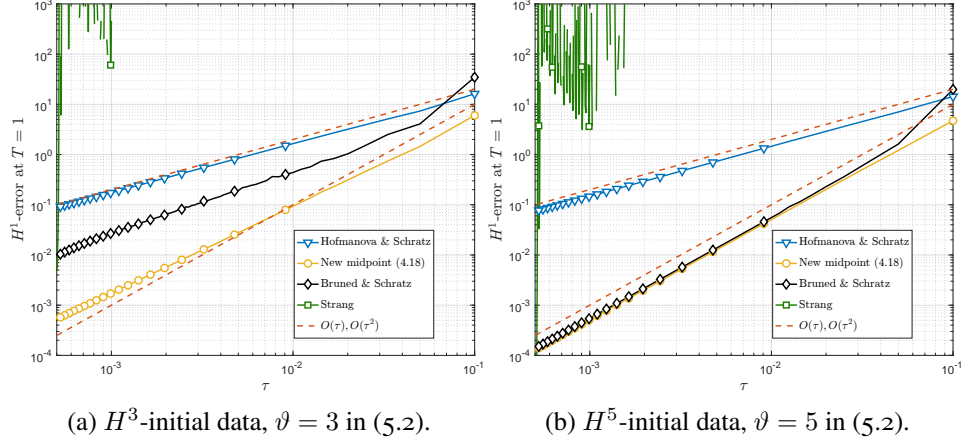 10^3
10^2
10^1
10^0
10^-1
10^-2
10^-3
10^-4
H^1-error at T = 1
Hofmanova & Schratz
New midpoint (4.18)
Bruned & Schratz
Strang
O(τ), O(τ^2)
10^-3
10^-2
10^-1
τ
(a) H^3-initial data, ϑ = 3 in (5.2).
10^3
10^2
10^1
10^0
10^-1
10^-2
10^-3
10^-4
H^1-error at T = 1
Hofmanova & Schratz
New midpoint (4.18)
Bruned & Schratz
Strang
O(τ), O(τ^2)
10^-3
10^-2
10^-1
τ
(b) H^5-initial data, ϑ = 5 in (5.2).